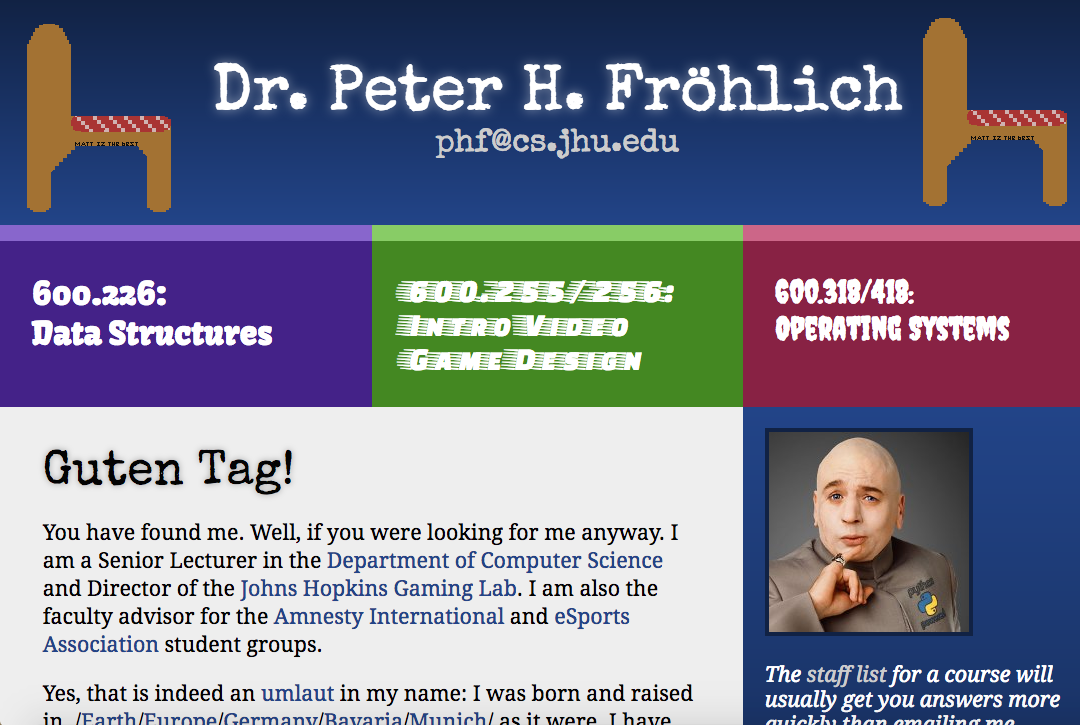 Dr. Peter H. Fröhlich
phf@cs.jhu.edu
MATT IZ THE BEST
MATT IZ THE BEST
600.226:
Data Structures
600.255/256:
Intro Video
Game Design
600.318/418:
OPERATING SYSTEMS
Guten Tag!
You have found me. Well, if you were looking for me anyway. I
am a Senior Lecturer in the Department of Computer Science
and Director of the Johns Hopkins Gaming Lab. I am also the
faculty advisor for the Amnesty International and eSports
Association student groups.
Yes, that is indeed an umlaut in my name: I was born and raised
in /Earth/Europe/Germany/Bavaria/Munich/ as it were. I have
python
powered
The staff list for a course will
usually get you answers more
quickly than emailing me